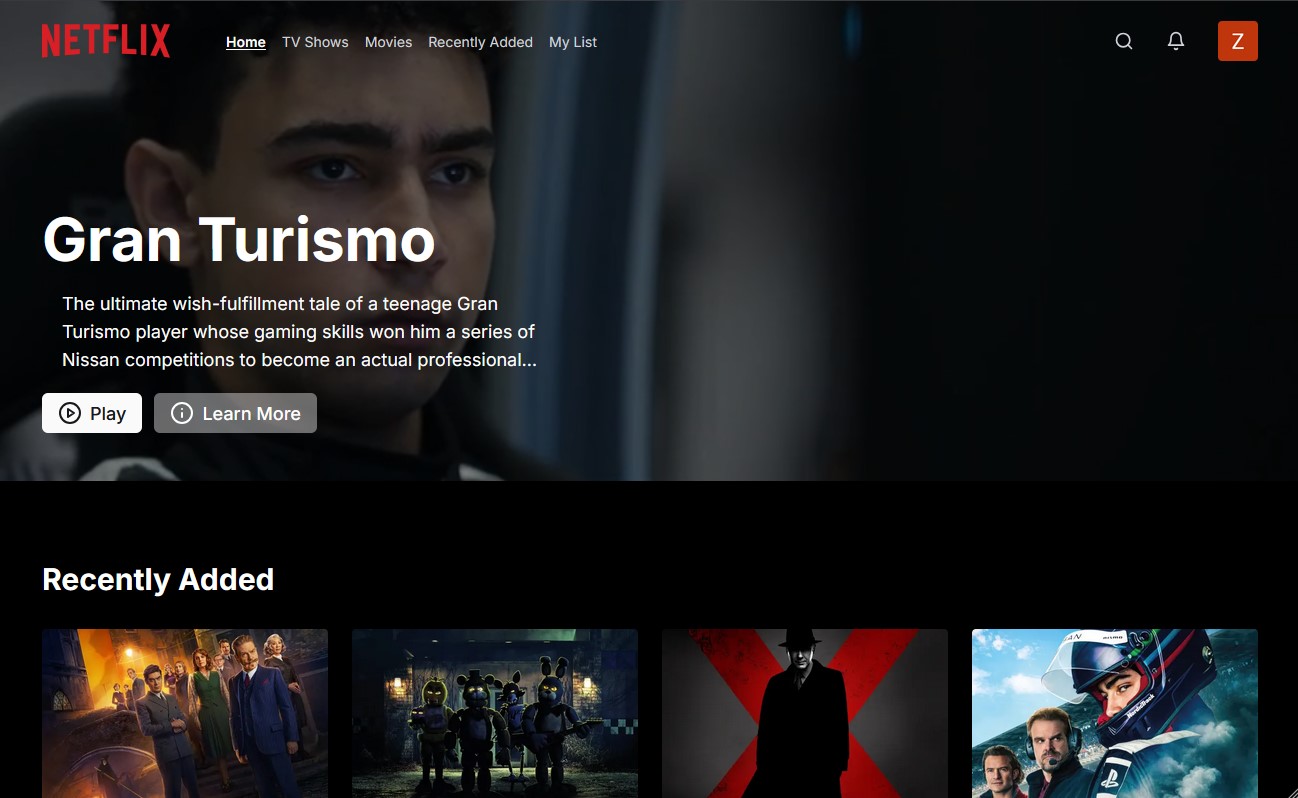 NETFLIX
Home TV Shows Movies Recently Added My List
Z
Gran Turismo
The ultimate wish-fulfillment tale of a teenage Gran
Turismo player whose gaming skills won him a series of
Nissan competitions to become an actual professional...
Play Learn More
Recently Added
nismo
NordicTrack